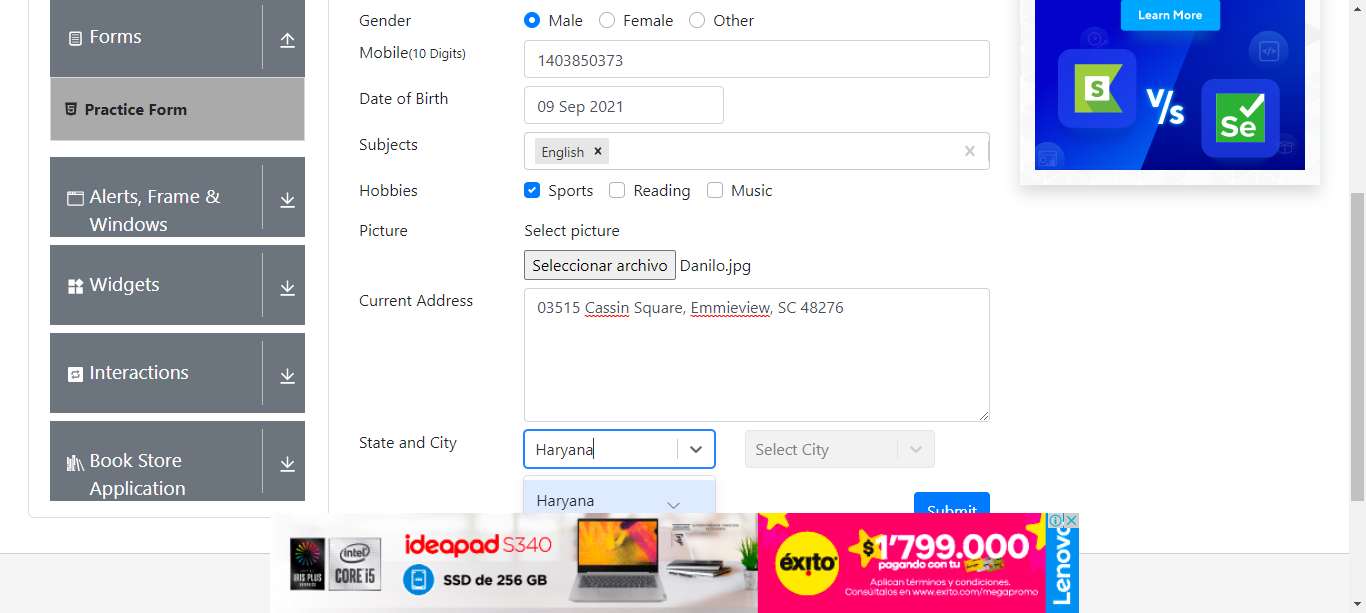 Forms
Practice Form
Alerts, Frame &
Windows
Widgets
Interactions
Book Store
Application
Gender
Male
Female
Other
Mobile(10 Digits)
1403850373
Date of Birth
09 Sep 2021
Subjects
English ×
Hobbies
Sports
Reading
Music
Picture
Select picture
Seleccionar archivo Danilo.jpg
Current Address
03515 Cassin Square, Emmieview, SC 48276
State and City
Haryana
Select City
Haryana
Submit
Learn More
S
V/s
Se
IRIS PLUS
intel
CORE i5
ideapad S340
SSD de 256 GB
éxito
$1'799.000
pagando con tu
Aplican términos y condiciones.
Consúltalos en www.exito.com/megapromo
Lenovo